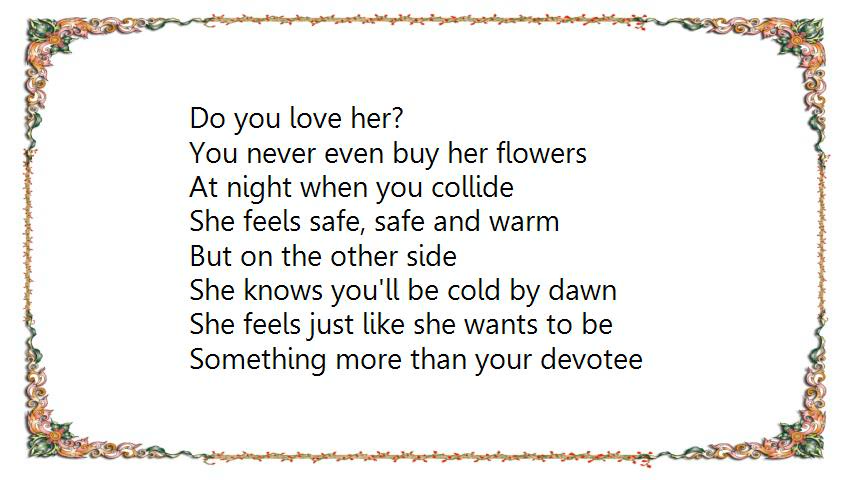 Do you love her?
You never even buy her flowers
At night when you collide
She feels safe, safe and warm
But on the other side
She knows you'll be cold by dawn
She feels just like she wants to be
Something more than your devotee